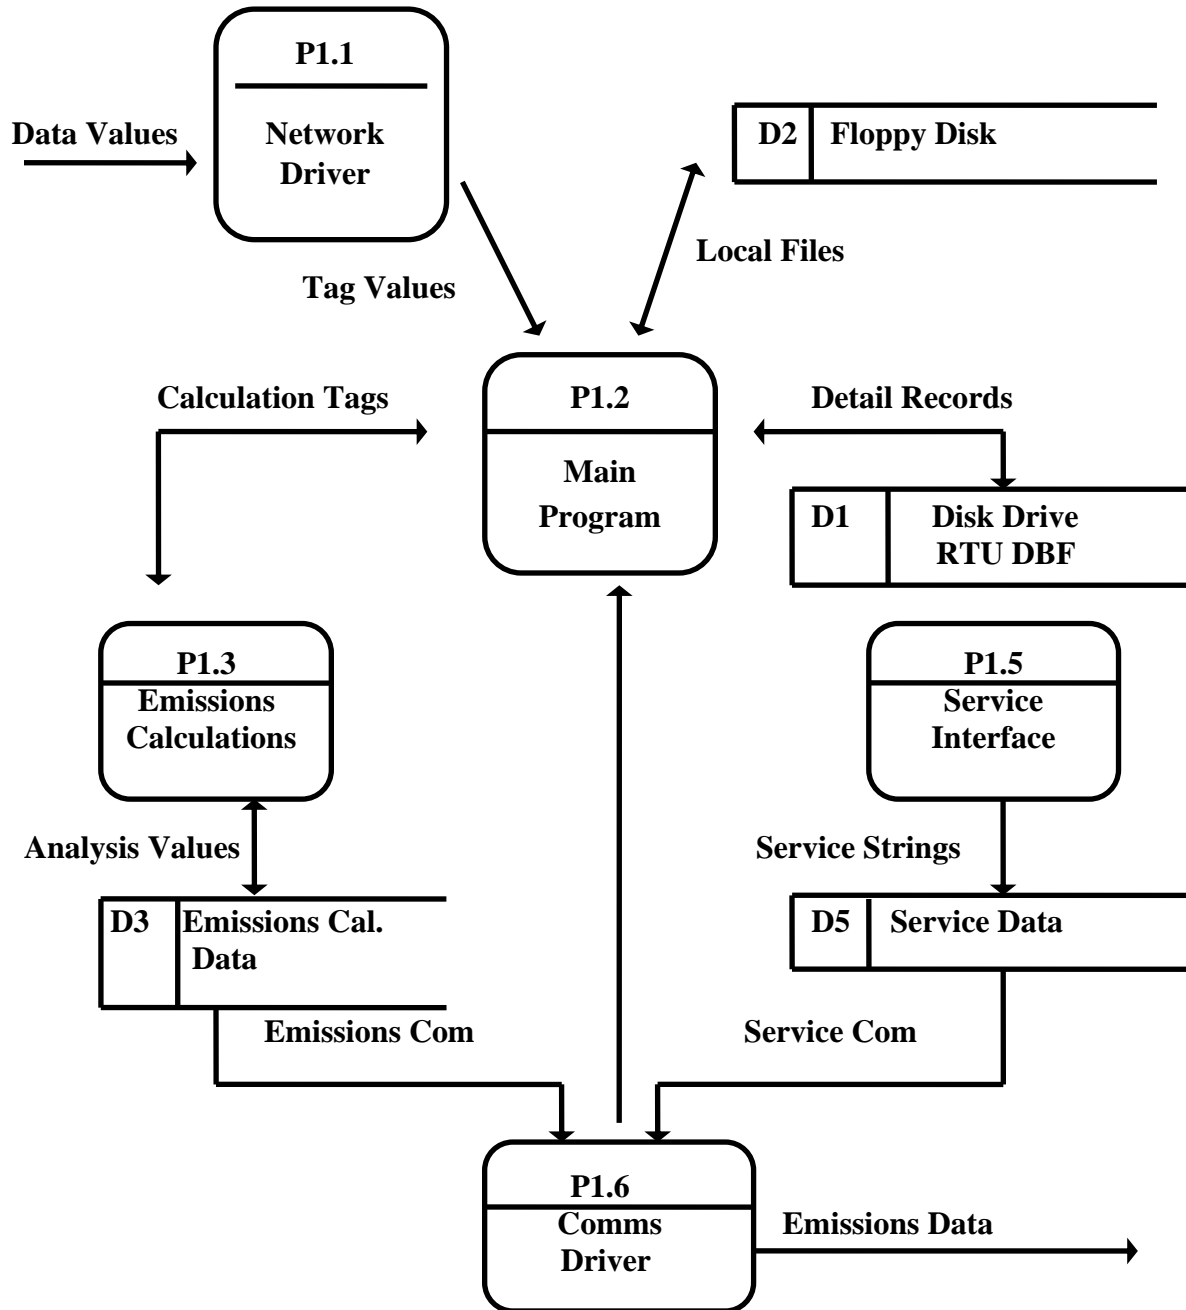 P1.1
Data Values
Network
Driver
D2 Floppy Disk
Local Files
Tag Values
Calculation Tags
P1.2
Detail Records
Main
Program
D1 Disk Drive
RTU DBF
P1.3
Emissions
Calculations
P1.5
Service
Interface
Analysis Values
Service Strings
D3 Emissions Cal.
Data
D5 Service Data
Emissions Com
Service Com
P1.6
Comms
Driver
Emissions Data